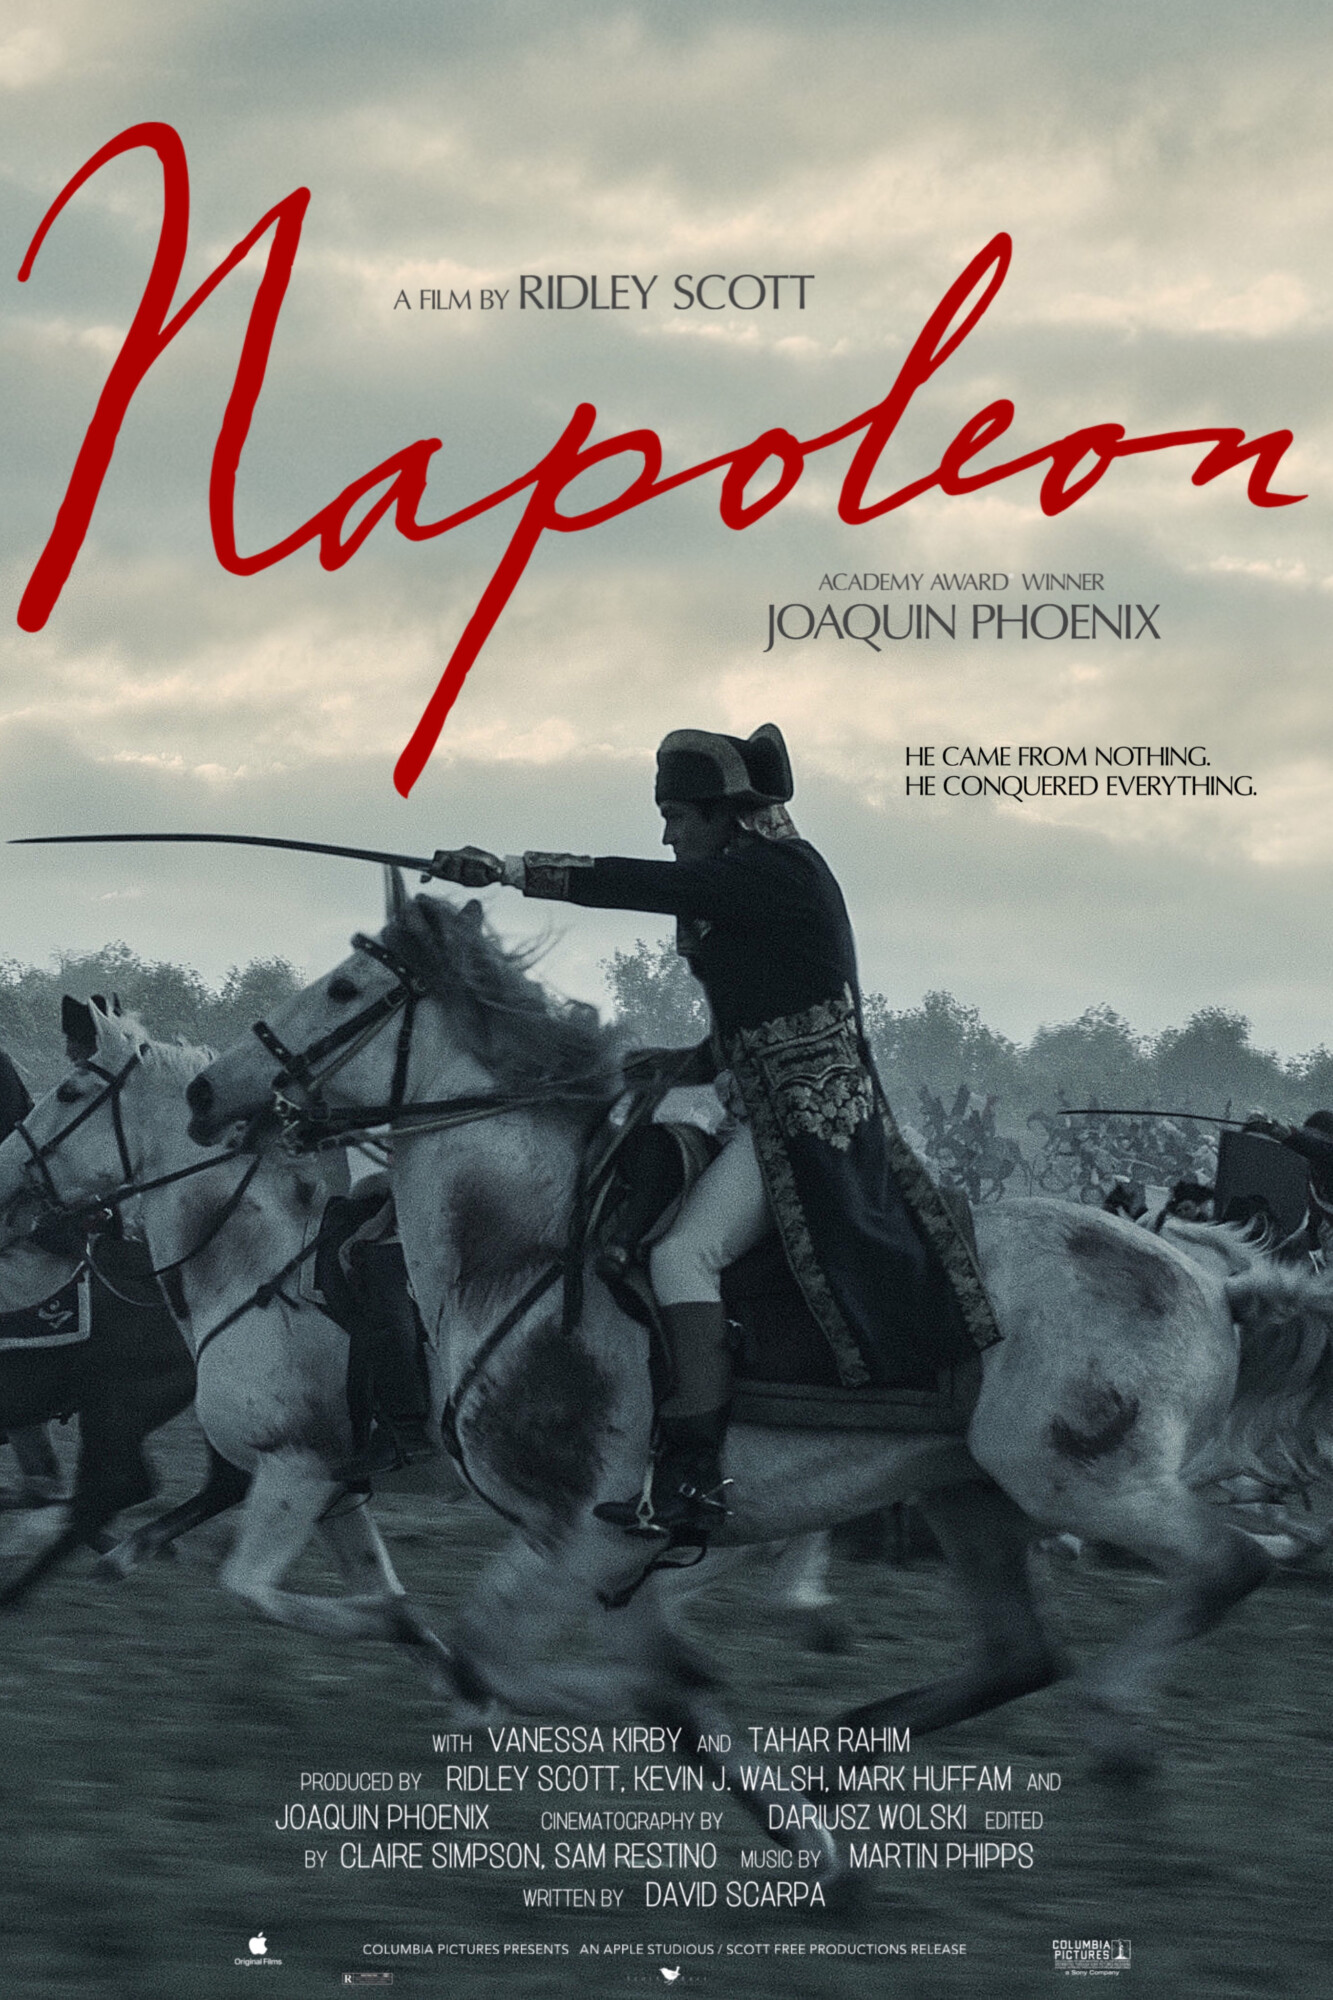 A FILM BY RIDLEY SCOTT
Napoleon
ACADEMY AWARD WINNER
JOAQUIN PHOENIX
HE CAME FROM NOTHING.
HE CONQUERED EVERYTHING.
WITH VANESSA KIRBY AND TAHAR RAHIM
PRODUCED BY RIDLEY SCOTT, KEVIN J. WALSH, MARK HUFFAM AND
JOAQUIN PHOENIX CINEMATOGRAPHY BY DARIUSZ WOLSKI EDITED
BY CLAIRE SIMPSON, SAM RESTINO MUSIC BY MARTIN PHIPPS
WRITTEN BY DAVID SCARPA
Original Films
COLUMBIA PICTURES PRESENTS AN APPLE STUDIOUS / SCOTT FREE PRODUCTIONS RELEASE
COLUMBIA
PICTURES
a Sony Company
R